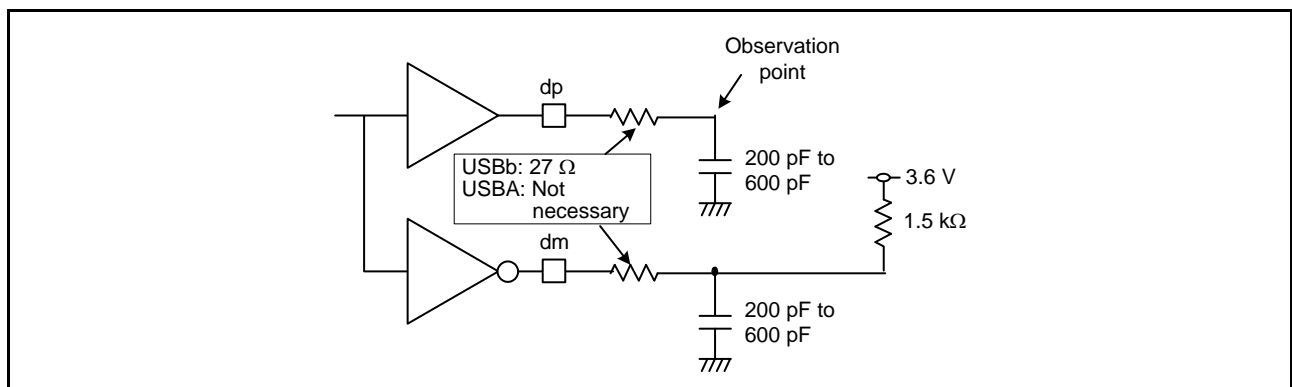 Observation
point
dp
200 pF to
600 pF
USBb: 27 Ω
USBA: Not
necessary
3.6 V
1.5 kΩ
dm
200 pF to
600 pF